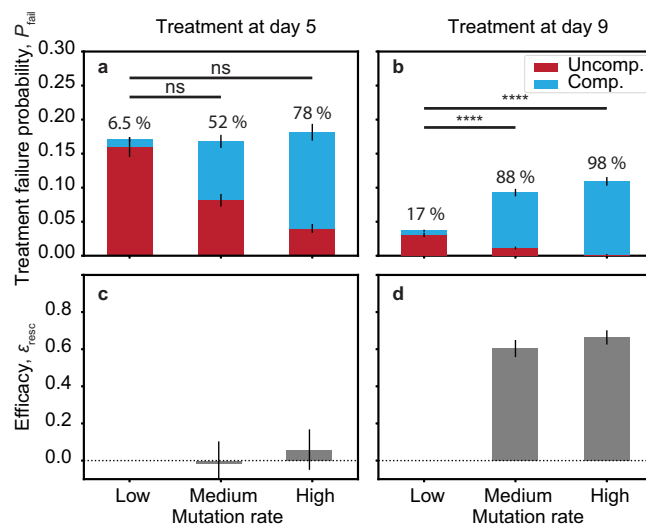 Treatment at day 5
Treatment at day 9
Treatment failure probability, P_fail
0.30
0.25
0.20
0.15
0.10
0.05
0.00
a
ns
ns
6.5 %
52 %
78 %
b
Uncomp.
Comp.
****
****
17 %
88 %
98 %
Efficacy, ε_resc
0.8
0.6
0.4
0.2
0.0
c
d
Low
Medium
High
Mutation rate
Low
Medium
High
Mutation rate